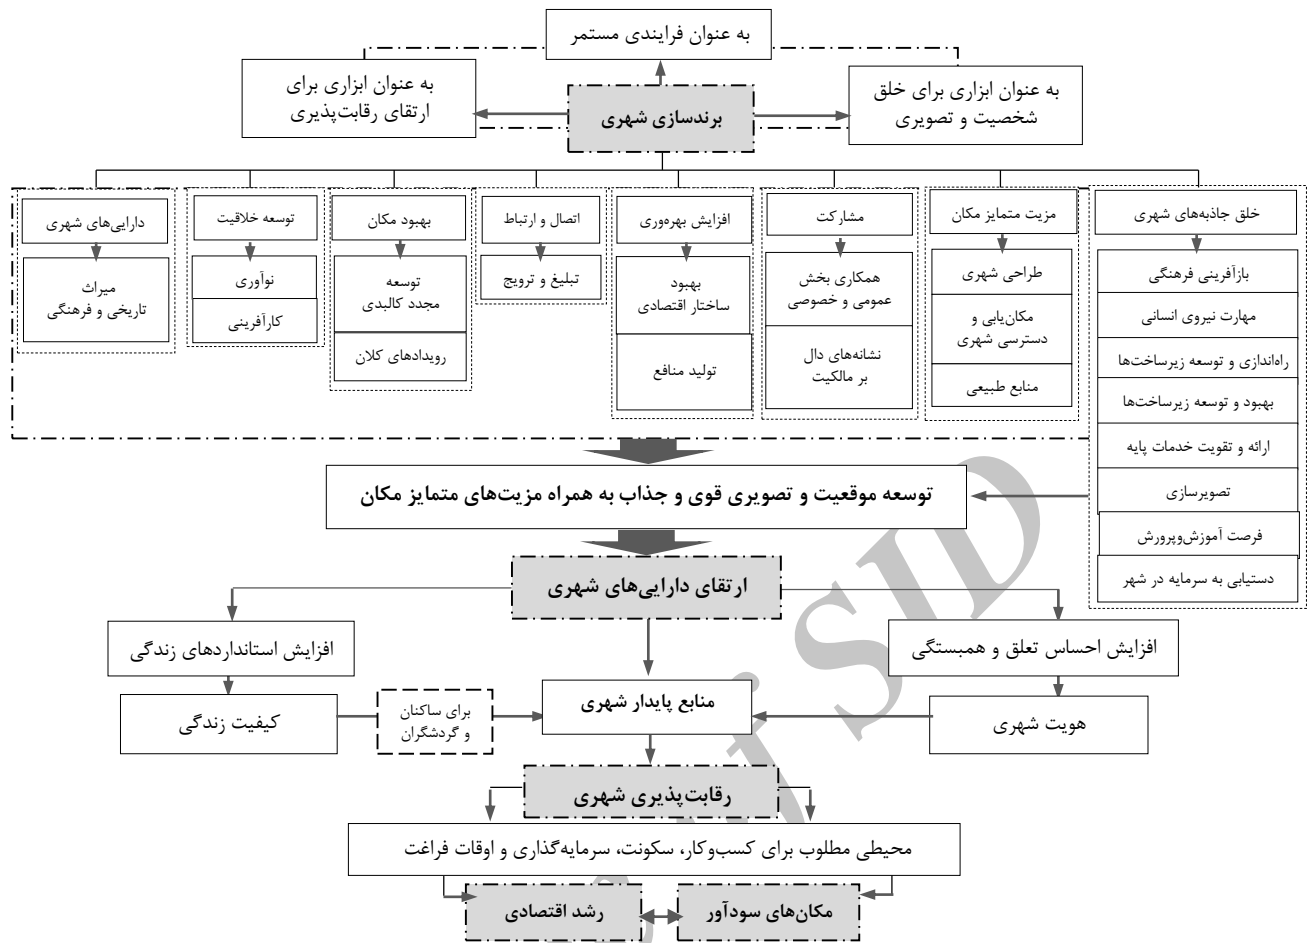 به عنوان فرایندی مستمر
به عنوان ابزاری برای خلق
شخصیت و تصویری
برندسازی شهری
به عنوان ابزاری برای
ارتقای رقابت‌پذیری
خلق جاذبه‌های شهری
بازآفرینی فرهنگی
مهارت نیروی انسانی
راه‌اندازی و توسعه زیرساخت‌ها
بهبود و توسعه زیرساخت‌ها
ارائه و تقویت خدمات پایه
تصویرسازی
فرصت آموزش‌وپرورش
دستیابی به سرمایه در شهر
مزیت متمایز مکان
طراحی شهری
مکان‌یابی و
دسترسی شهری
منابع طبیعی
مشارکت
همکاری بخش
عمومی و خصوصی
نشانه‌های دال
بر مالکیت
افزایش بهره‌وری
بهبود
ساختار اقتصادی
تولید منافع
اتصال و ارتباط
تبلیغ و ترویج
بهبود مکان
توسعه
مجدد کالبدی
رویدادهای کلان
توسعه خلاقیت
نوآوری
کارآفرینی
دارایی‌های شهری
میراث
تاریخی و فرهنگی
توسعه موقعیت و تصویری قوی و جذاب به همراه مزیت‌های متمایز مکان
ارتقای دارایی‌های شهری
افزایش احساس تعلق و همبستگی
افزایش استانداردهای زندگی
هویت شهری
منابع پایدار شهری
برای ساکنان
و گردشگران
کیفیت زندگی
رقابت‌پذیری شهری
محیطی مطلوب برای کسب‌وکار، سکونت، سرمایه‌گذاری و اوقات فراغت
مکان‌های سودآور
رشد اقتصادی
SID